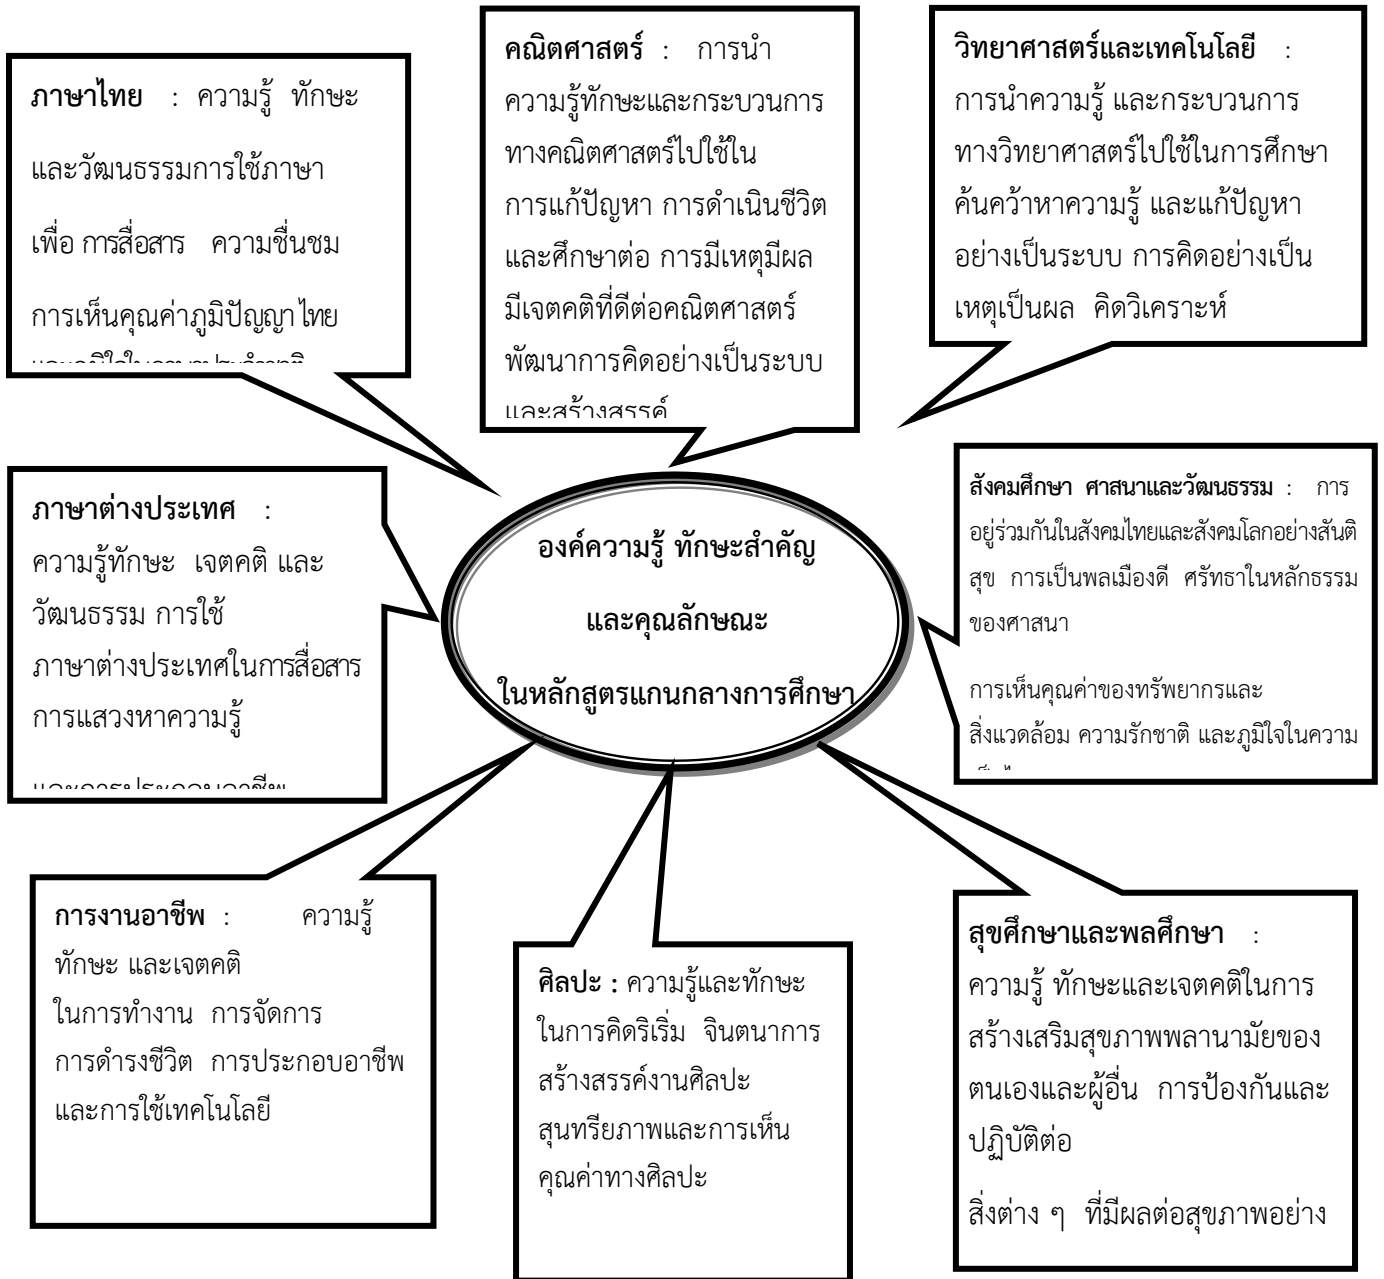 ภาษาไทย : ความรู้ ทักษะ
และวัฒนธรรมการใช้ภาษา
เพื่อ การสื่อสาร ความชื่นชม
การเห็นคุณค่าภูมิปัญญา ไทย
คณิตศาสตร์ : การนำ
ความรู้ทักษะและกระบวนการ
ทางคณิตศาสตร์ไปใช้ใน
การแก้ปัญหา การดำเนินชีวิต
และศึกษาต่อ การมีเหตุมีผล
มีเจตคติที่ดีต่อคณิตศาสตร์
พัฒนาการคิดอย่างเป็นระบบ
และสร้างสรรค์
วิทยาศาสตร์และเทคโนโลยี :
การนำความรู้ และกระบวนการ
ทางวิทยาศาสตร์ไปใช้ในการศึกษา
ค้นคว้าหาความรู้ และแก้ปัญหา
อย่างเป็นระบบ การคิดอย่างเป็น
เหตุเป็นผล คิดวิเคราะห์
ภาษาต่างประเทศ :
ความรู้ทักษะ เจตคติ และ
วัฒนธรรม การใช้
ภาษาต่างประเทศในการสื่อสาร
การแสวงหาความรู้
และการประกอบอาชีพ
องค์ความรู้ ทักษะสำคัญ
และคุณลักษณะ
ในหลักสูตรแกนกลางการศึกษา
สังคมศึกษา ศาสนาและวัฒนธรรม : การ
อยู่ร่วมกันในสังคมไทยและสังคมโลกอย่างสันติ
สุข การเป็นพลเมืองดี ศรัทธาในหลักธรรม
ของศาสนา
การเห็นคุณค่าของทรัพยากรและ
สิ่งแวดล้อม ความรักชาติ และภูมิใจในความ
การงานอาชีพ : ความรู้
ทักษะ และเจตคติ
ในการทำงาน การจัดการ
การดำรงชีวิต การประกอบอาชีพ
และการใช้เทคโนโลยี
ศิลปะ : ความรู้และทักษะ
ในการคิดริเริ่ม จินตนาการ
สร้างสรรค์งานศิลปะ
สุนทรียภาพและการเห็น
คุณค่าทางศิลปะ
สุขศึกษาและพลศึกษา :
ความรู้ ทักษะและเจตคติในการ
สร้างเสริมสุขภาพพลานามัยของ
ตนเองและผู้อื่น การป้องกันและ
ปฏิบัติต่อ
สิ่งต่าง ๆ ที่มีผลต่อสุขภาพอย่าง